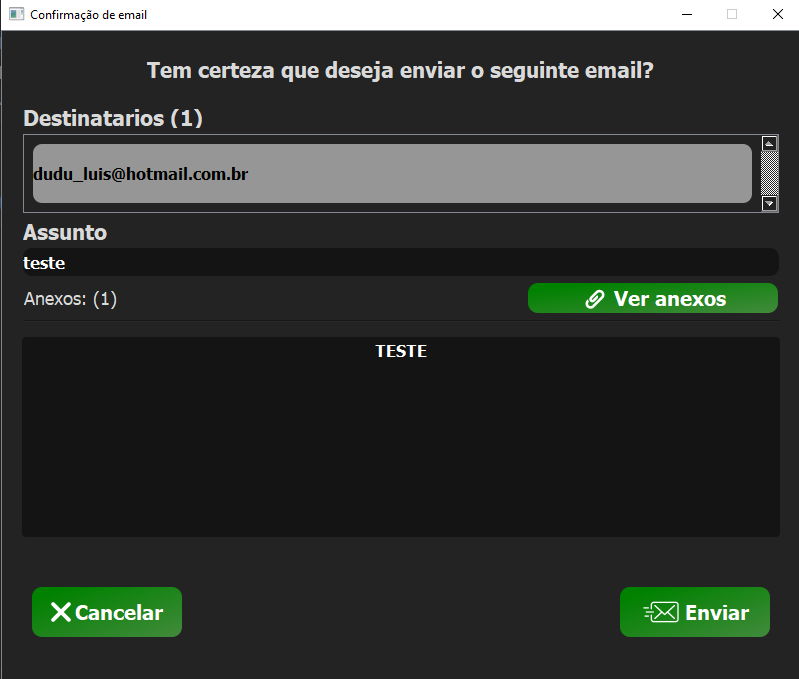 Confirmação de email
Tem certeza que deseja enviar o seguinte email?
Destinatarios (1)
dudu_luis@hotmail.com.br
Assunto
teste
Anexos: (1)
Ver anexos
TESTE
Cancelar
Enviar